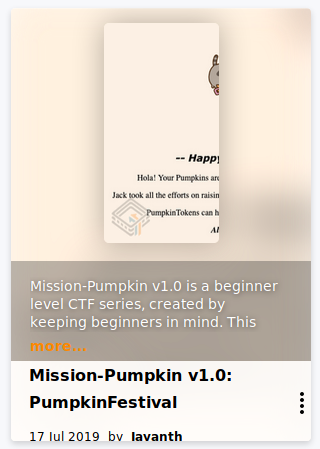 -- Happy
Hola! Your Pumpkins are
Jack took all the efforts on raisin
PumpkinTokens can h
Mission-Pumpkin v1.0 is a beginner
level CTF series, created by
keeping beginners in mind. This
more...
Mission-Pumpkin v1.0:
PumpkinFestival
17 Jul 2019 by Jayanth